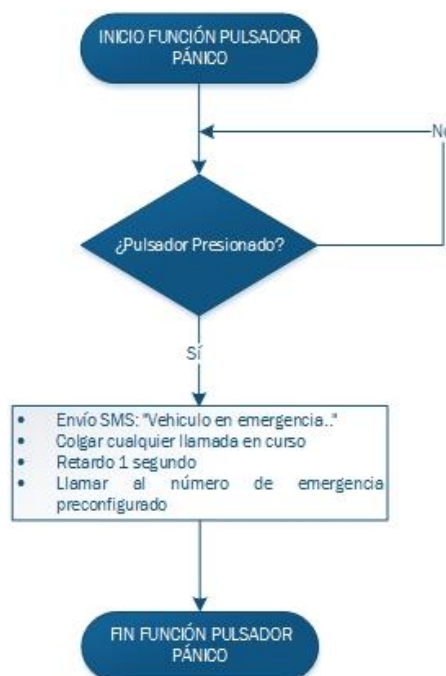 INICIO FUNCIÓN PULSADOR
PÁNICO
No
¿Pulsador Presionado?
Sí
• Envío SMS: "Vehiculo en emergencia.."
• Colgar cualquier llamada en curso
• Retardo 1 segundo
• Llamar al número de emergencia
preconfigurado
FIN FUNCIÓN PULSADOR
PÁNICO